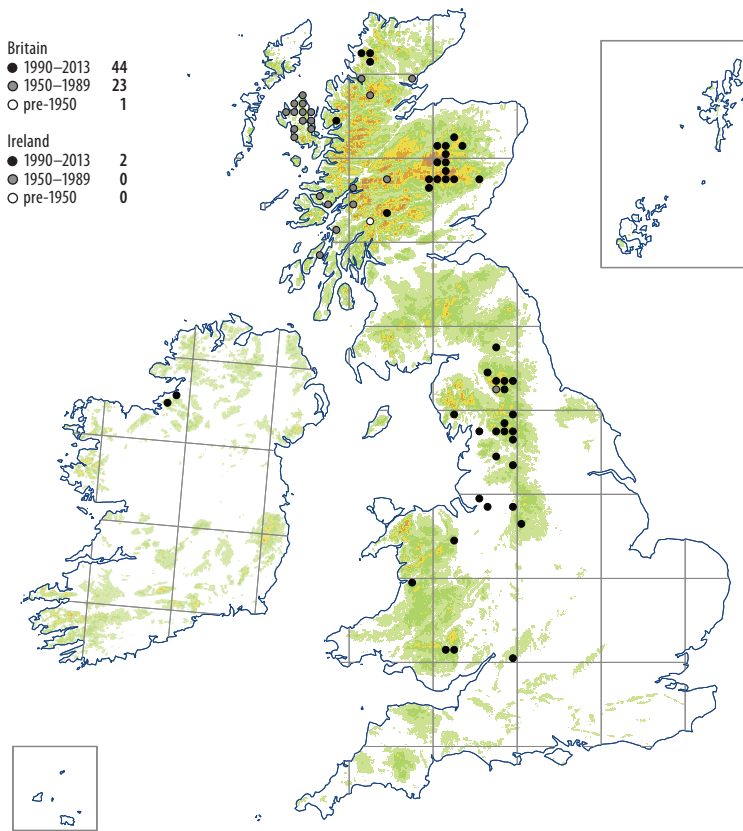 Britain
● 1990–2013 44
● 1950–1989 23
○ pre-1950 1
Ireland
● 1990–2013 2
● 1950–1989 0
○ pre-1950 0